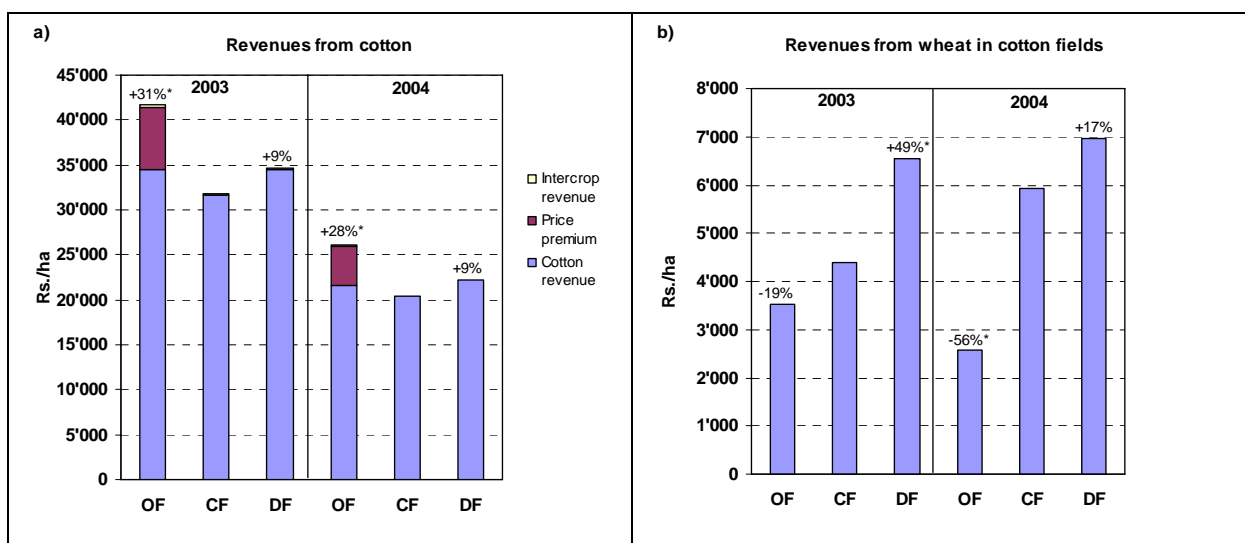 a)
Revenues from cotton
Rs./ha
45'000
40'000
35'000
30'000
25'000
20'000
15'000
10'000
5'000
0
2003
2004
+31%*
+9%
+28%*
+9%
OF
CF
DF
OF
CF
DF
Intercrop
revenue
Price
premium
Cotton
revenue
b)
Revenues from wheat in cotton fields
Rs./ha
8'000
7'000
6'000
5'000
4'000
3'000
2'000
1'000
0
2003
2004
-19%
+49%*
-56%*
+17%
OF
CF
DF
OF
CF
DF